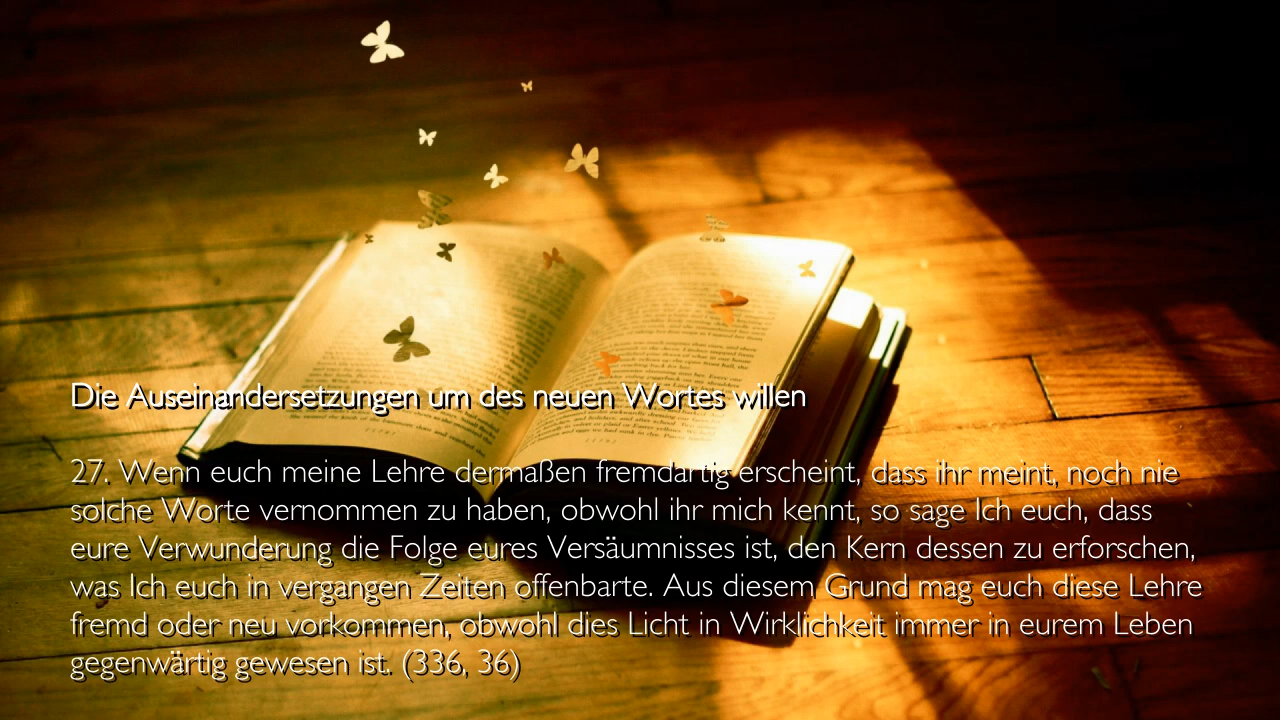 Die Auseinandersetzungen um des neuen Wortes willen
27. Wenn euch meine Lehre dermaßen fremdartig erscheint, dass ihr meint, noch nie
solche Worte vernommen zu haben, obwohl ihr mich kennt, so sage Ich euch, dass
eure Verwunderung die Folge eures Versäumnisses ist, den Kern dessen zu erforschen,
was Ich euch in vergangen Zeiten offenbarte. Aus diesem Grund mag euch diese Lehre
fremd oder neu vorkommen, obwohl dies Licht in Wirklichkeit immer in eurem Leben
gegenwärtig gewesen ist. (336, 36)